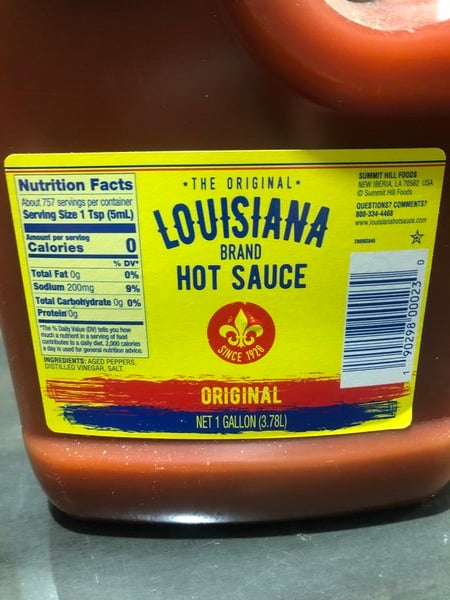 Nutrition Facts
About 757 servings per container
Serving Size 1 Tsp (5mL)
Amount per serving
Calories 0
% DV*
Total Fat 0g 0%
Sodium 200mg 9%
Total Carbohydrate 0g 0%
Protein 0g
*The % Daily Value (DV) tells you how
much a nutrient in a serving of food
contributes to a daily diet. 2,000 calories
a day is used for general nutrition advice.
INGREDIENTS: AGED PEPPERS,
DISTILLED VINEGAR, SALT.
•THE ORIGINAL•
LOUISIANA
BRAND
HOT SAUCE
SINCE 1928
ORIGINAL
NET 1 GALLON (3.78L)
SUMMIT HILL FOODS
NEW IBERIA, LA 70562 USA
© Summit Hill Foods
QUESTIONS? COMMENTS?
800-334-4468
www.louisianahotsauce.com
1 90298 00023 0